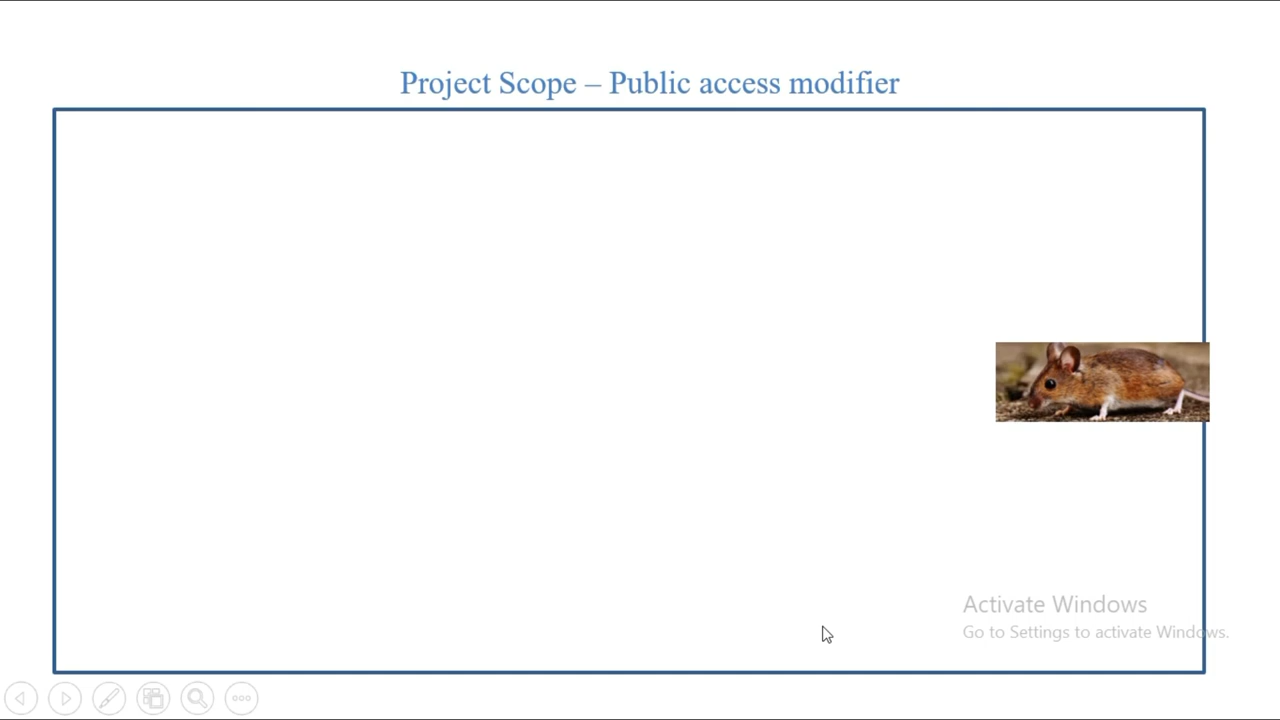 Project Scope – Public access modifier
Activate Windows
Go to Settings to activate Windows.